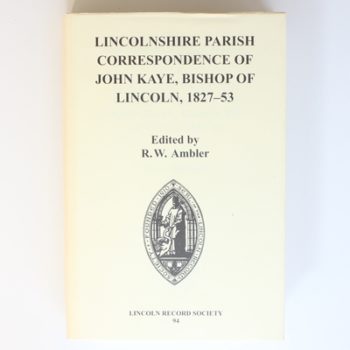 LINCOLNSHIRE PARISH
CORRESPONDENCE OF
JOHN KAYE, BISHOP OF
LINCOLN, 1827–53
Edited by
R. W. Ambler
LINCOLN RECORD SOCIETY
94